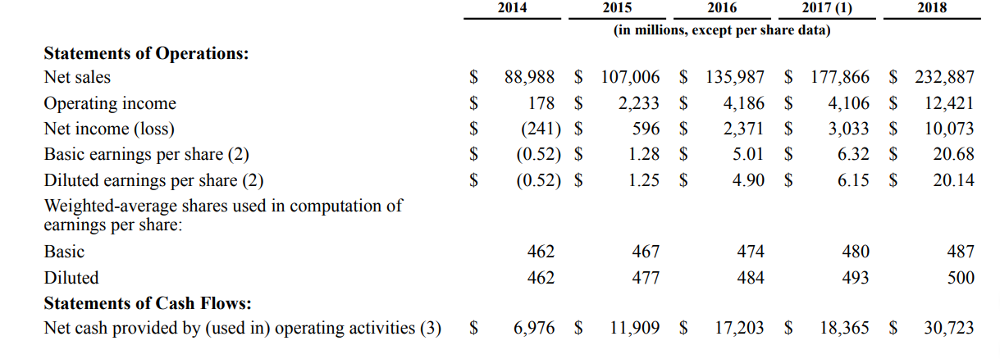 2014 2015 2016 2017 (1) 2018
(in millions, except per share data)
Statements of Operations:
Net sales $ 88,988 $ 107,006 $ 135,987 $ 177,866 $ 232,887
Operating income $ 178 $ 2,233 $ 4,186 $ 4,106 $ 12,421
Net income (loss) $ (241) $ 596 $ 2,371 $ 3,033 $ 10,073
Basic earnings per share (2) $ (0.52) $ 1.28 $ 5.01 $ 6.32 $ 20.68
Diluted earnings per share (2) $ (0.52) $ 1.25 $ 4.90 $ 6.15 $ 20.14
Weighted-average shares used in computation of
earnings per share:
Basic 462 467 474 480 487
Diluted 462 477 484 493 500
Statements of Cash Flows:
Net cash provided by (used in) operating activities (3) $ 6,976 $ 11,909 $ 17,203 $ 18,365 $ 30,723